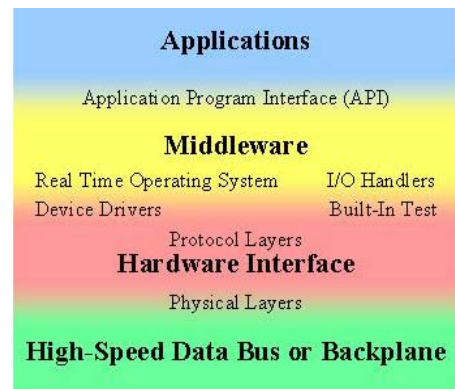 Applications
Application Program Interface (API)
Middleware
Real Time Operating System I/O Handlers
Device Drivers Built-In Test
Protocol Layers
Hardware Interface
Physical Layers
High-Speed Data Bus or Backplane